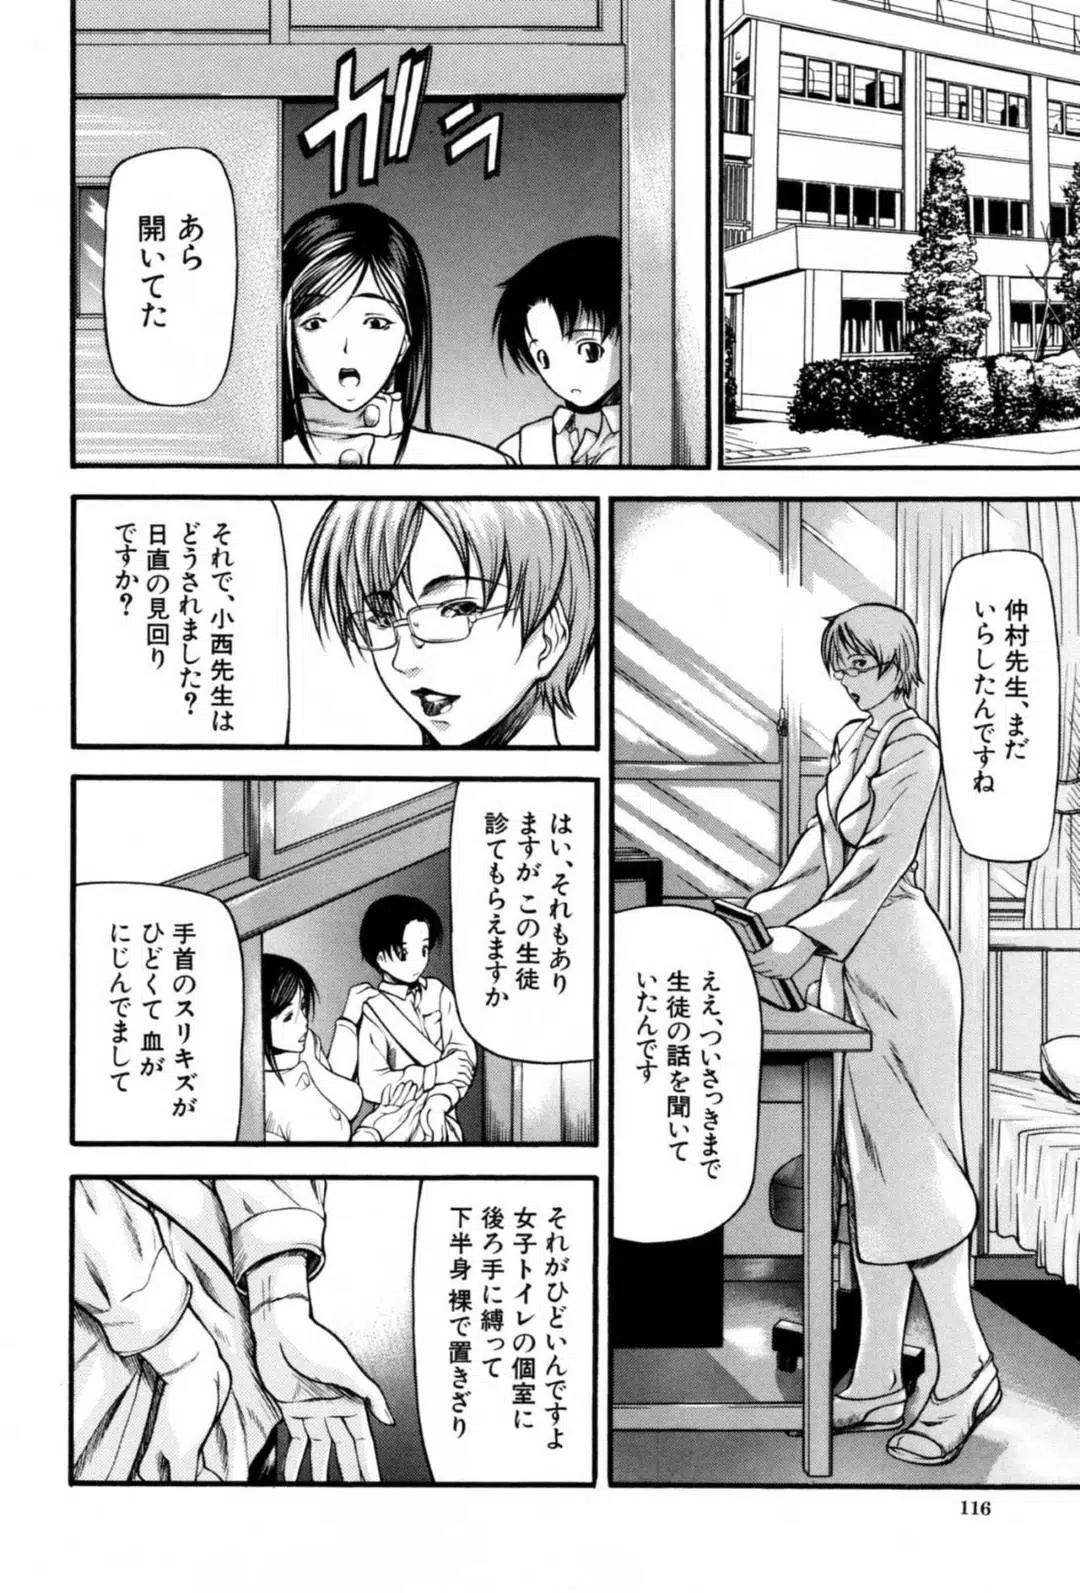 ガラ
あら
開いてた
仲村先生、まだ
いらしたんですね
ええ、ついさっきまで
生徒の話を聞いて
いたんです
それで、小西先生は
どうされました?
日直の見回り
ですか?
はい、それもあり
ますが この生徒
診てもらえますか
手首のスリキズが
ひどくて 血が
にじんでまして
それがひどいんですよ
女子トイレの個室に
後ろ手に縛って
下半身 裸で置きざり
116